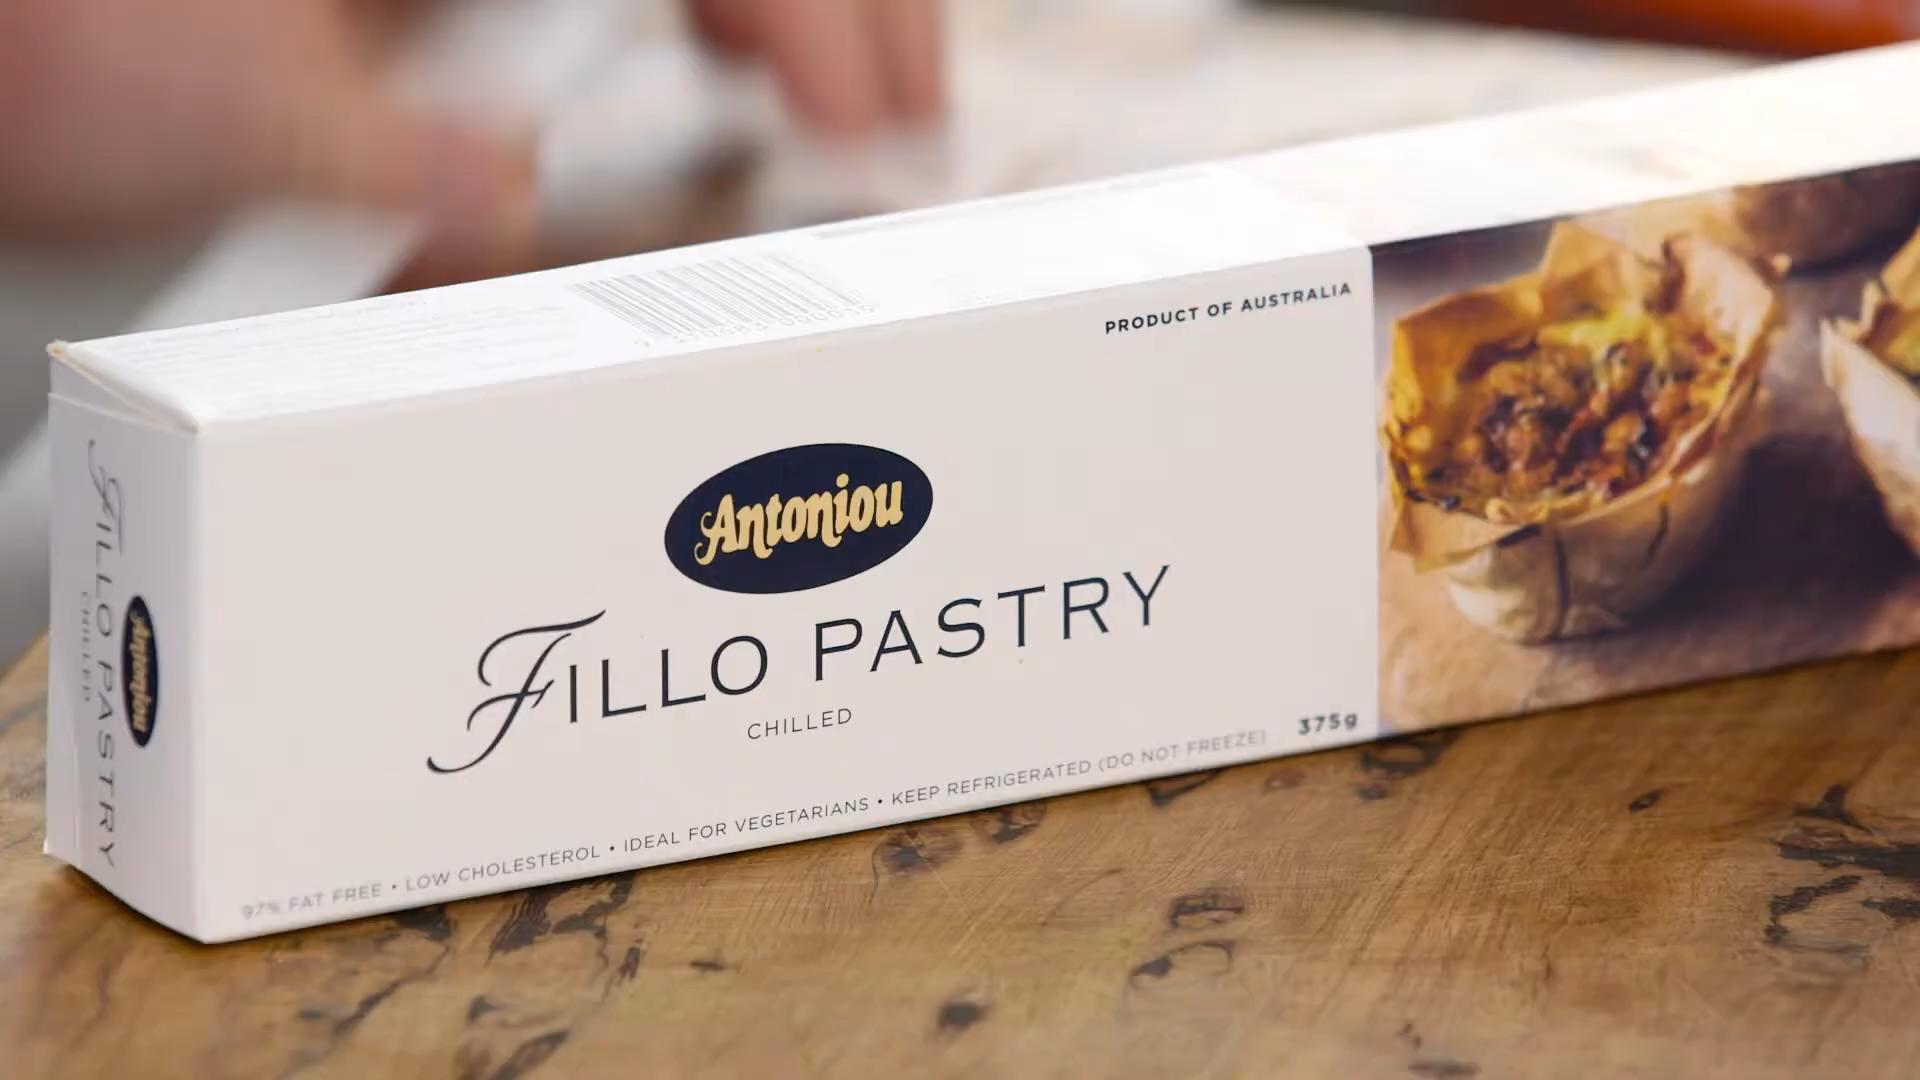 PRODUCT OF AUSTRALIA
Antoniou
FILLO PASTRY
CHILLED
97% FAT FREE • LOW CHOLESTEROL • IDEAL FOR VEGETARIANS • KEEP REFRIGERATED (DO NOT FREEZE)
375g
FILLO PASTRY
CHILLED
Antoniou